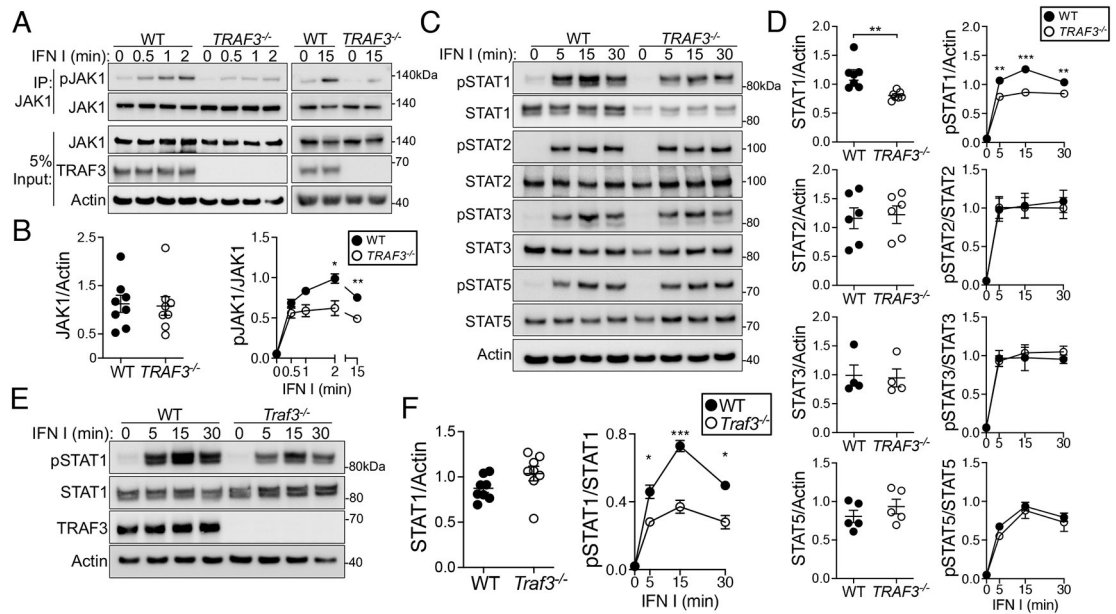 A
WT TRAF3-/- WT TRAF3-/-
IFN I (min): 0 0.5 1 2 0 0.5 1 2 0 15 0 15
IP: JAK1
pJAK1 140kDa
JAK1 140
5% Input:
JAK1 140
TRAF3 70
Actin 40
B
WT
TRAF3-/-
JAK1/Actin
2.5
1.5
0.5
0
WT TRAF3-/-
pJAK1/JAK1
1.5
1.0
0.5
0.0
* **
0 0.5 1 2 15
IFN I (min)
C
WT TRAF3-/-
IFN I (min): 0 5 15 30 0 5 15 30
pSTAT1 80kDa
STAT1 80
pSTAT2 100
STAT2 100
pSTAT3 80
STAT3 80
pSTAT5
STAT5 70
Actin 40
D
WT
TRAF3-/-
STAT1/Actin
2.0
1.5
1.0
0.5
0.0
**
WT TRAF3-/-
pSTAT1/Actin
2.0
1.5
1.0
0.5
0.0
** *** **
0 5 15 30
STAT2/Actin
2.0
1.5
1.0
0.5
0.0
WT TRAF3-/-
pSTAT2/STAT2
1.5
1.0
0.5
0.0
0 5 15 30
STAT3/Actin
2.0
1.5
1.0
0.5
0.0
WT TRAF3-/-
pSTAT3/STAT3
1.5
1.0
0.5
0.0
0 5 15 30
STAT5/Actin
2.0
1.5
1.0
0.5
0.0
WT TRAF3-/-
pSTAT5/STAT5
1.5
1.0
0.5
0.0
0 5 15 30
IFN I (min)
E
WT Traf3-/-
IFN I (min): 0 5 15 30 0 5 15 30
pSTAT1 80kDa
STAT1 80
TRAF3 70
Actin 40
F
WT
Traf3-/-
STAT1/Actin
1.5
1.0
0.5
0.0
WT Traf3-/-
pSTAT1/STAT1
0.8
0.4
0.0
* *** *
0 5 15 30
IFN I (min)